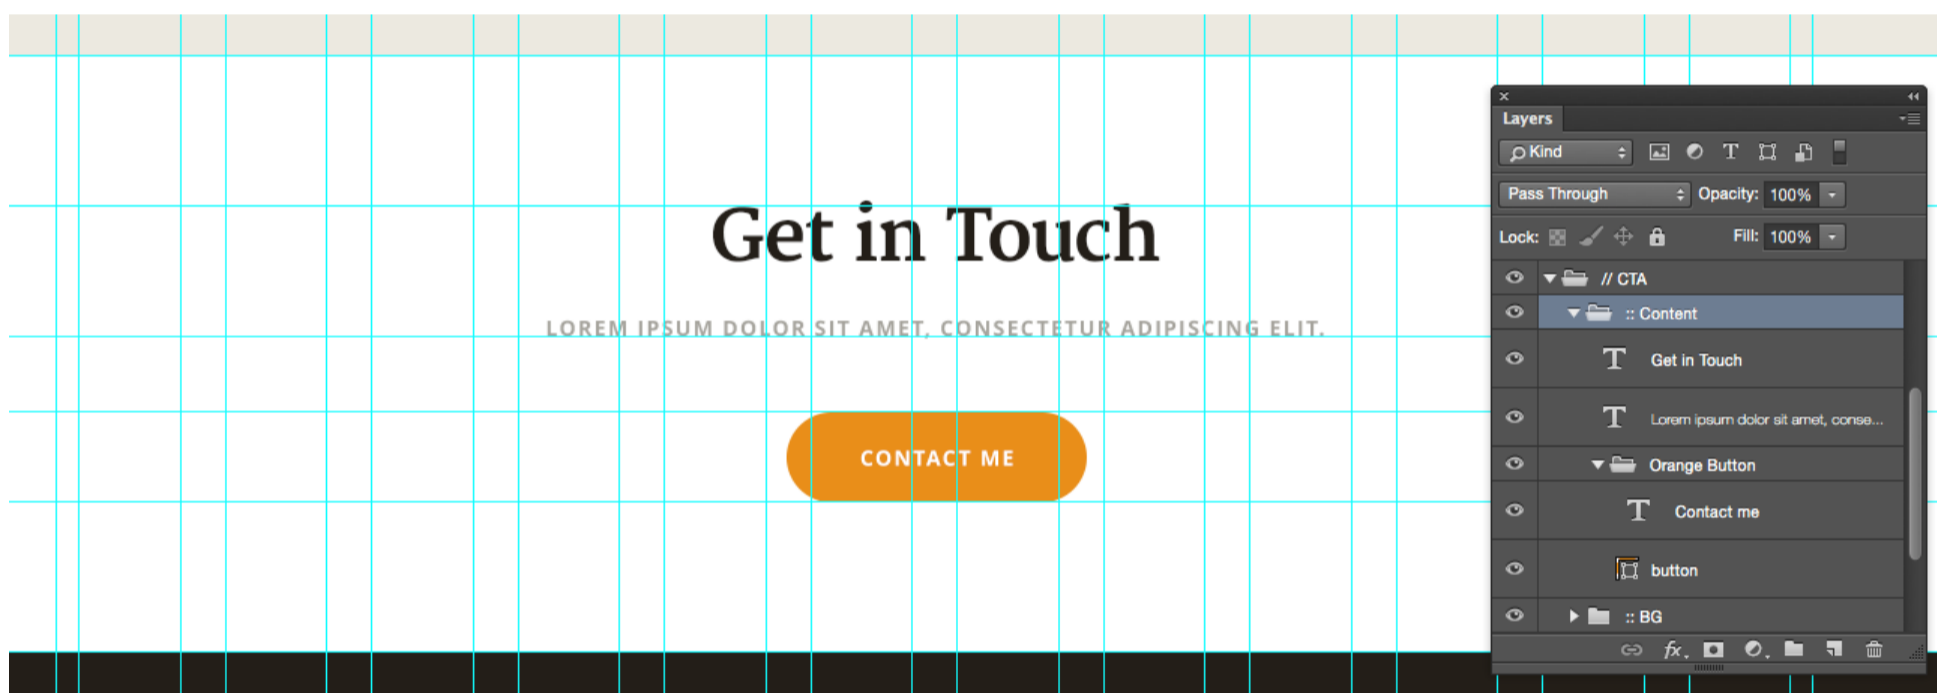 Get in Touch
LOREM IPSUM DOLOR SIT AMET, CONSECTETUR ADIPISCING ELIT.
CONTACT ME
Layers
Kind
Pass Through Opacity: 100%
Lock: Fill: 100%
// CTA
:: Content
Get in Touch
Lorem ipsum dolor sit amet, conse...
Orange Button
Contact me
button
:: BG
fx